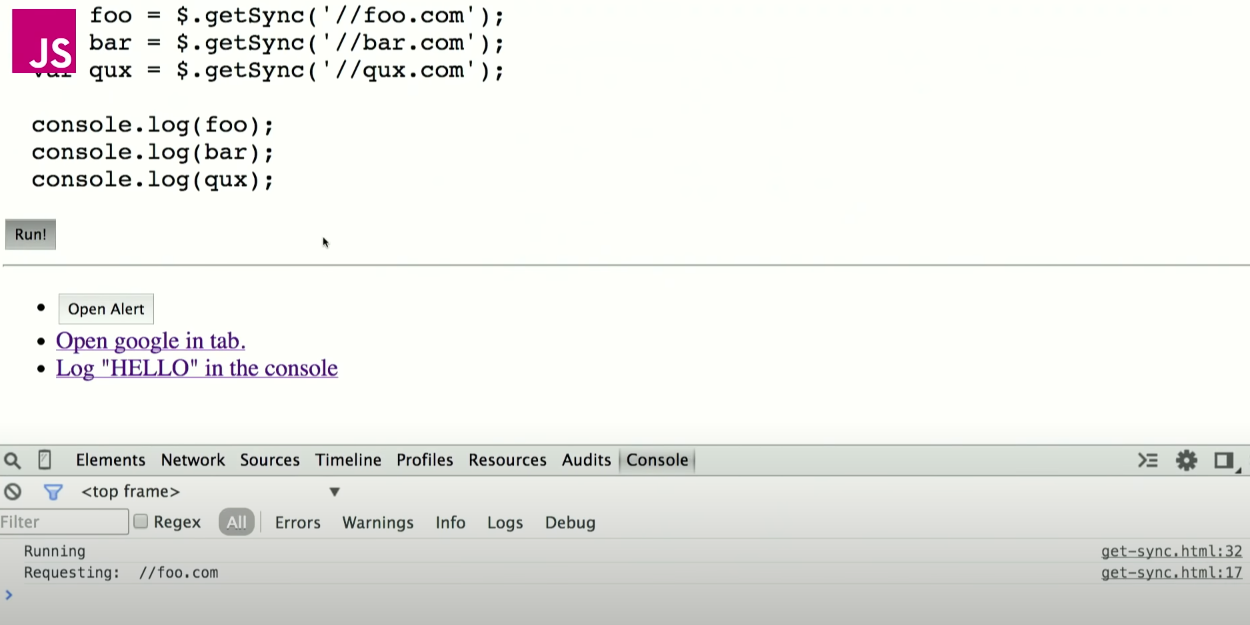 foo = $.getSync('//foo.com');
JS
bar = $.getSync('//bar.com');
var qux = $.getSync('//qux.com');
console.log(foo);
console.log(bar);
console.log(qux);
Run!
Open Alert
Open google in tab.
Log "HELLO" in the console
Elements Network Sources Timeline Profiles Resources Audits Console
<top frame>
Filter Regex All Errors Warnings Info Logs Debug
Running get-sync.html:32
Requesting: //foo.com get-sync.html:17